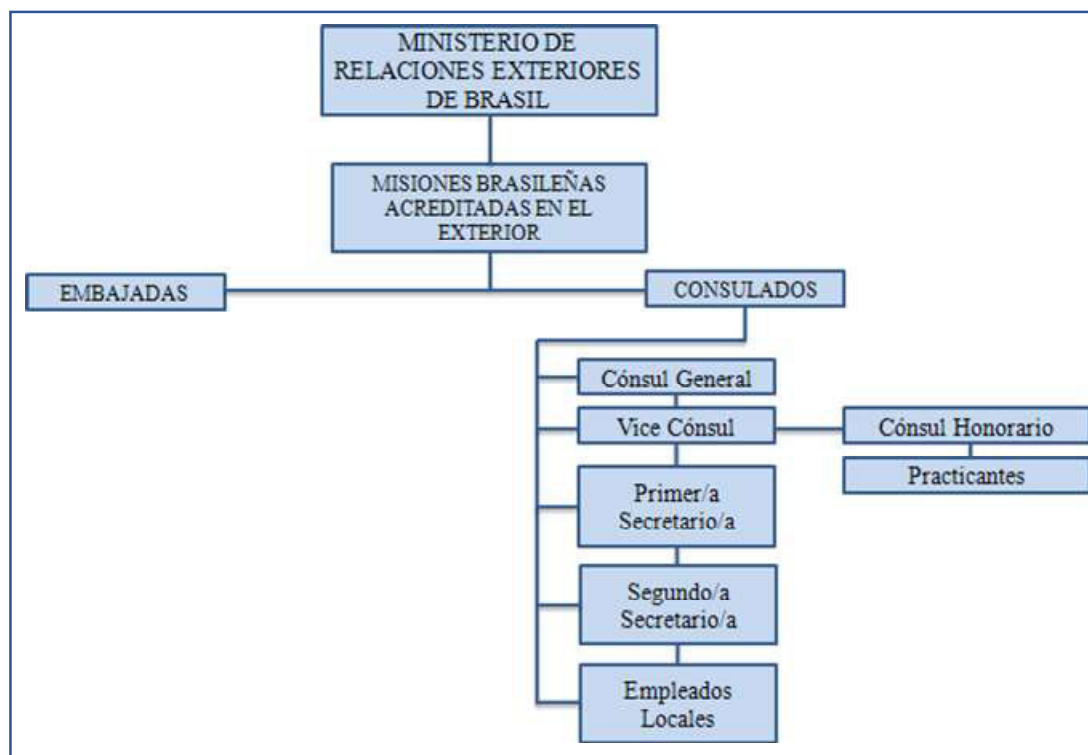 MINISTERIO DE
RELACIONES EXTERIORES
DE BRASIL
MISIONES BRASILEÑAS
ACREDITADAS EN EL
EXTERIOR
EMBAJADAS
CONSULADOS
Cónsul General
Vice Cónsul
Cónsul Honorario
Practicantes
Primer/a
Secretario/a
Segundo/a
Secretario/a
Empleados
Locales